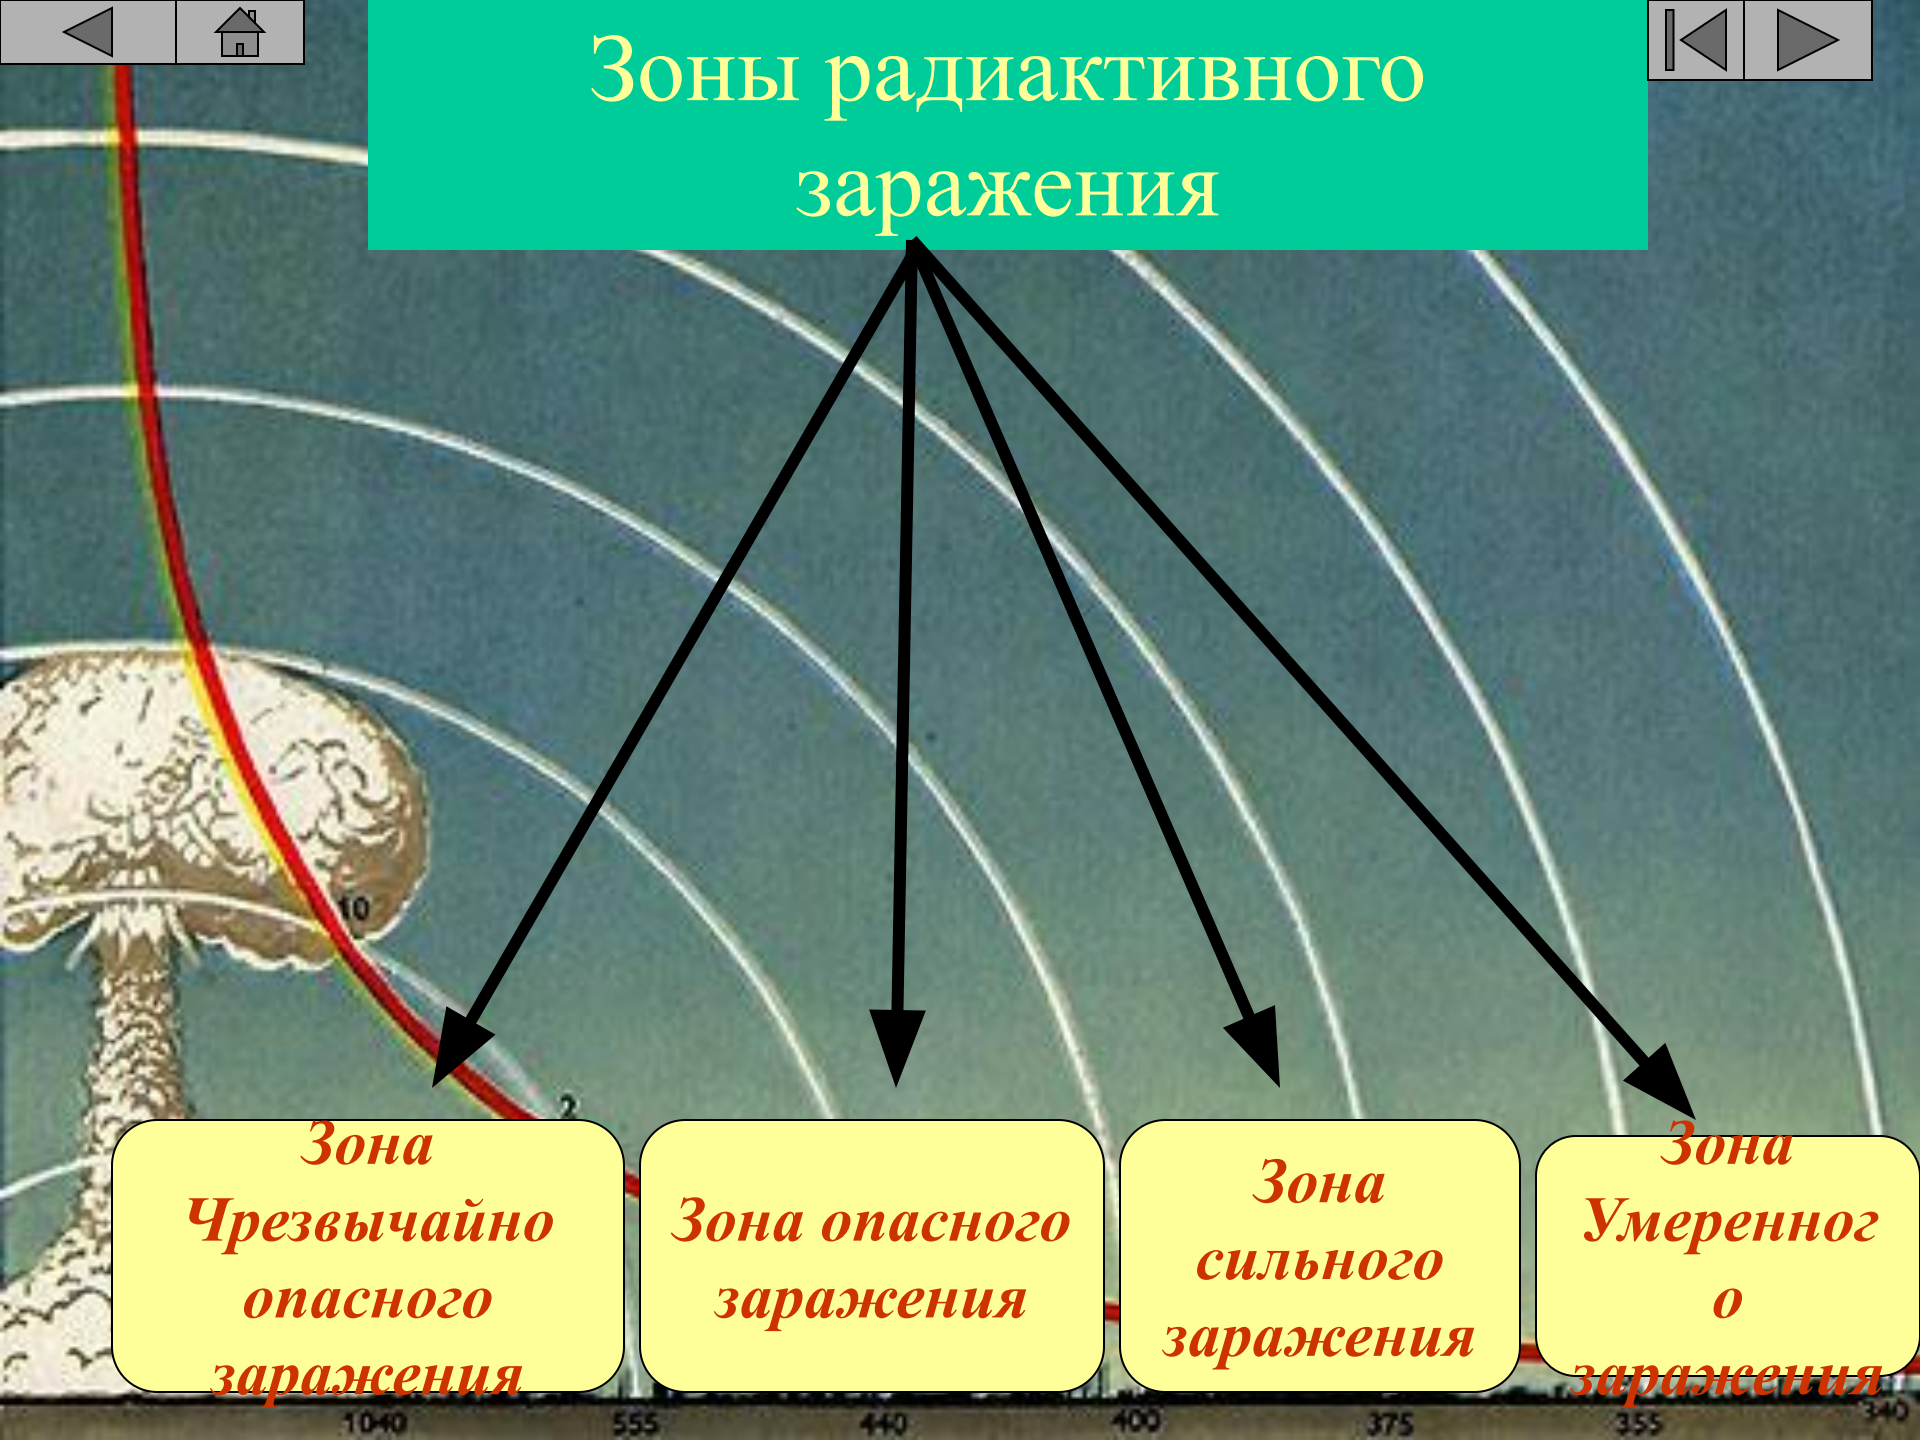 Зоны радиактивного
заражения
10
2
Зона
Чрезвычайно
опасного
заражения
Зона опасного
заражения
Зона
сильного
заражения
Зона
Умеренног
о
заражения
1040 555 440 400 375 355 340